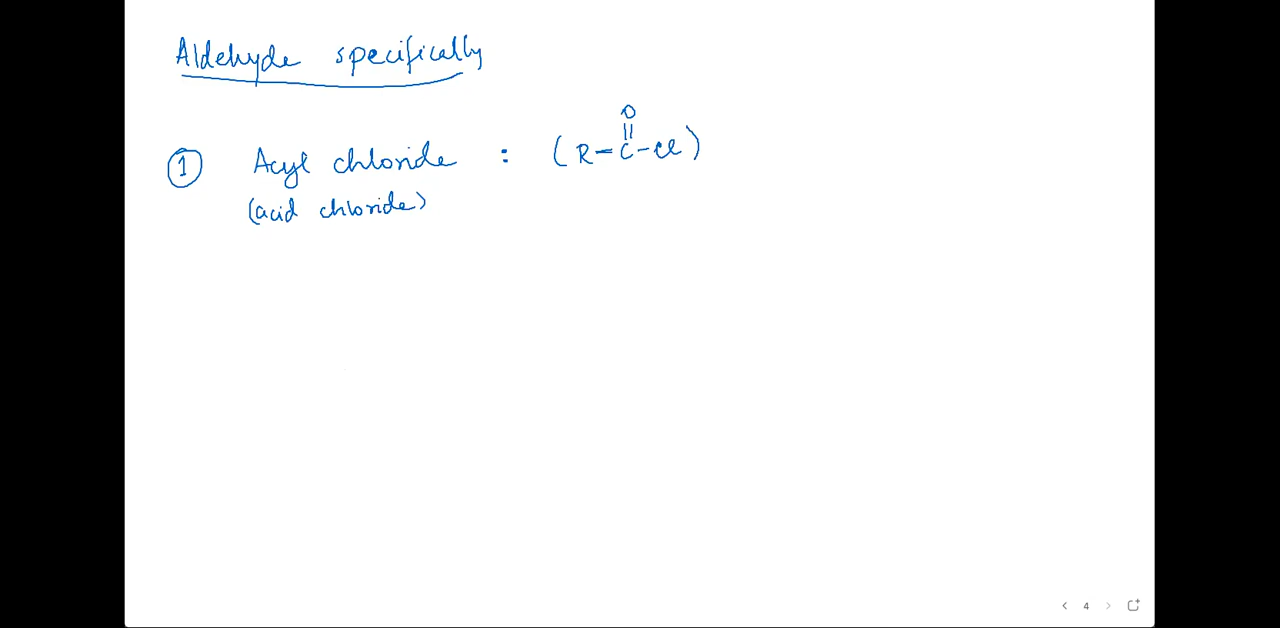 Aldehyde specifically
O
① Acyl chloride : (R-C-Cl)
(acid chloride)
< 4 >